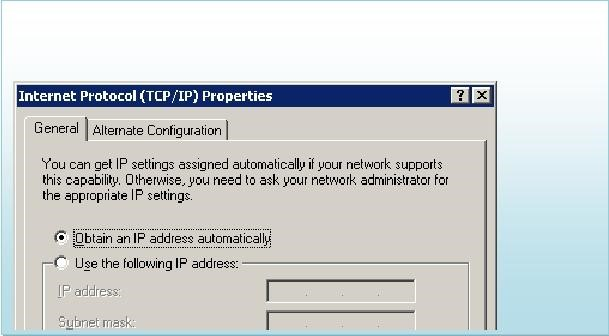 Internet Protocol (TCP/IP) Properties
General
Alternate Configuration
You can get IP settings assigned automatically if your network supports
this capability. Otherwise, you need to ask your network administrator for
the appropriate IP settings.
Obtain an IP address automatically
Use the following IP address:
IP address:
Subnet mask: